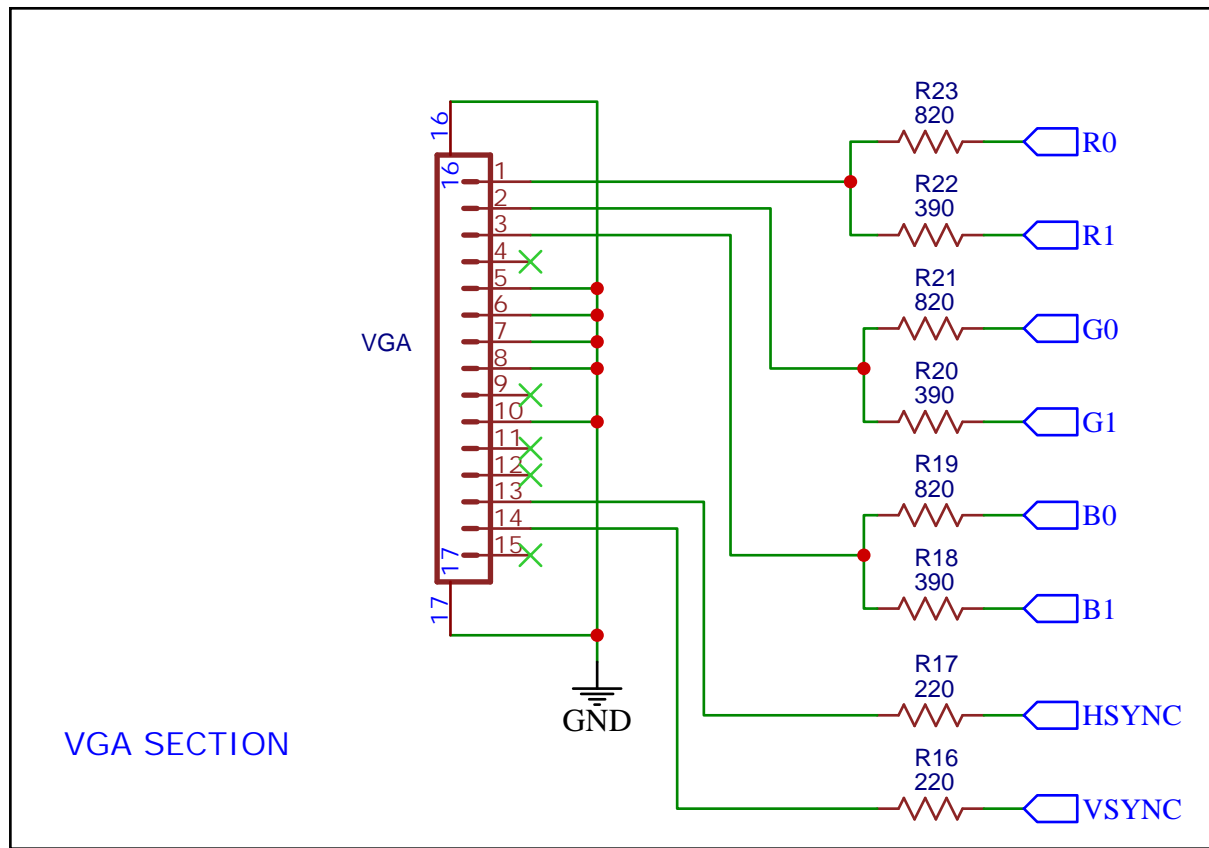 R23
820
R0
R22
390
R1
R21
820
G0
R20
390
G1
R19
820
B0
R18
390
B1
R17
220
HSYNC
R16
220
VSYNC
16
16
1
2
3
4
5
6
7
8
9
10
11
12
13
14
15
17
17
VGA
GND
VGA SECTION